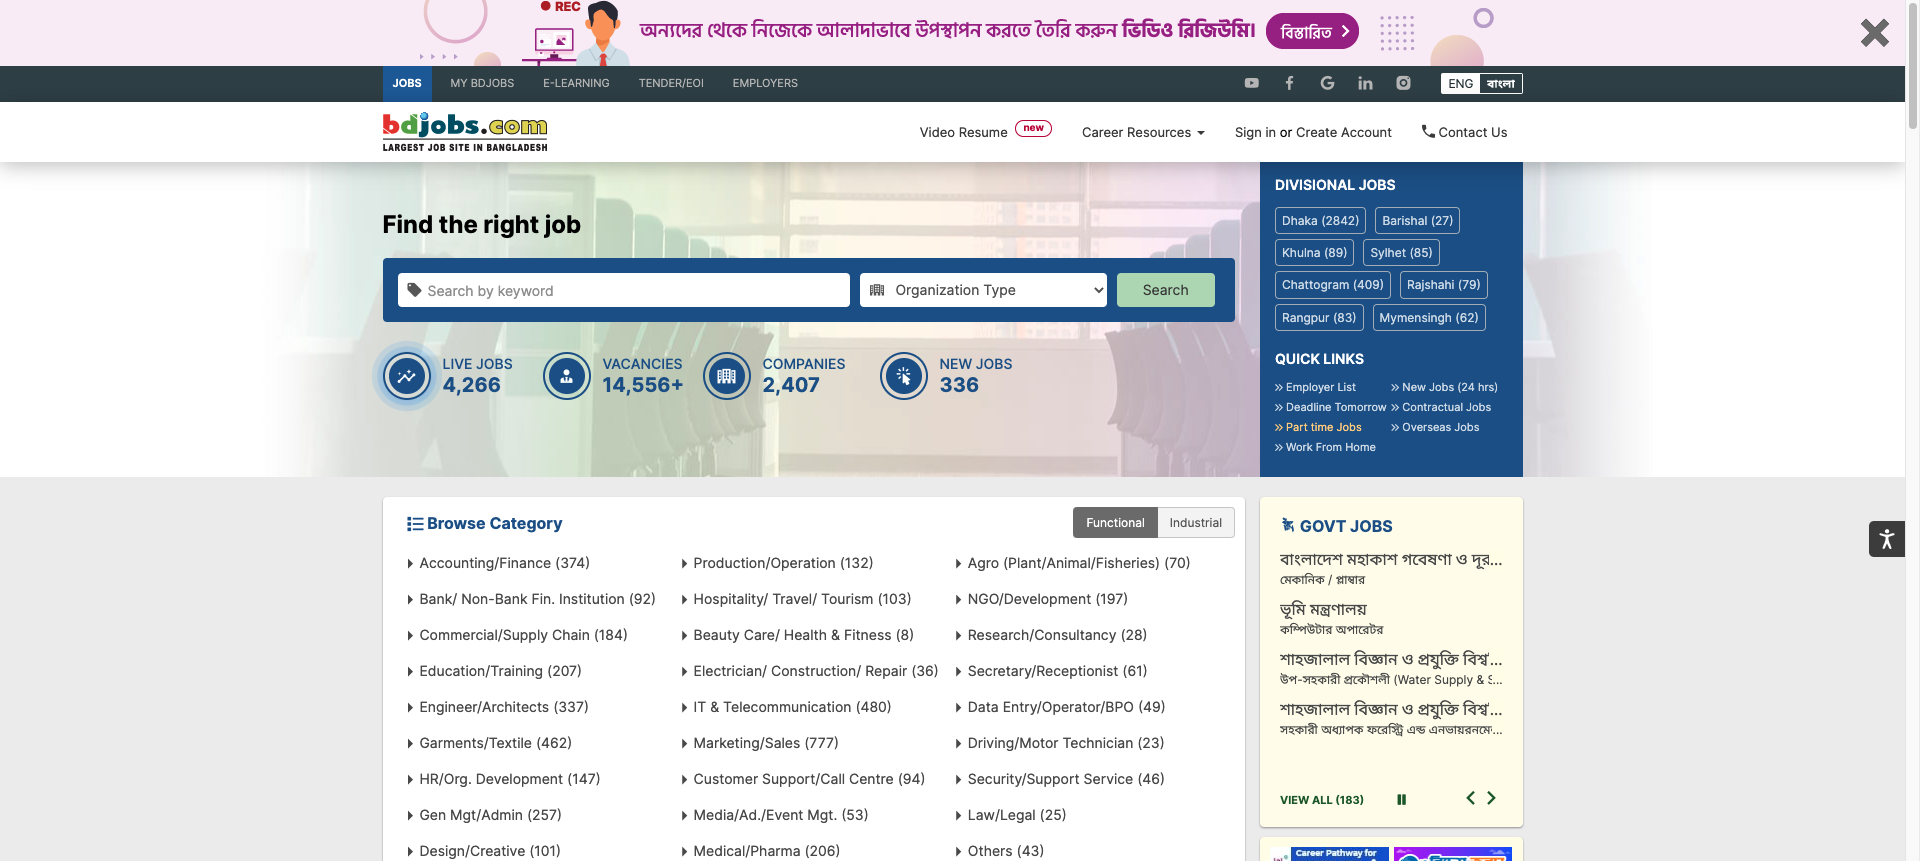 REC
অন্যদের থেকে নিজেকে আলাদাভাবে উপস্থাপন করতে তৈরি করুন ভিডিও রিজিউমি।
বিস্তারিত
JOBS MY BDJOBS E-LEARNING TENDER/EOI EMPLOYERS
ENG বাংলা
bdjobs.com
LARGEST JOB SITE IN BANGLADESH
Video Resume new Career Resources Sign in or Create Account Contact Us
Find the right job
Search by keyword Organization Type Search
LIVE JOBS
4,266
VACANCIES
14,556+
COMPANIES
2,407
NEW JOBS
336
DIVISIONAL JOBS
Dhaka (2842) Barishal (27)
Khulna (89) Sylhet (85)
Chattogram (409) Rajshahi (79)
Rangpur (83) Mymensingh (62)
QUICK LINKS
Employer List New Jobs (24 hrs)
Deadline Tomorrow Contractual Jobs
Part time Jobs Overseas Jobs
Work From Home
Browse Category Functional Industrial
Accounting/Finance (374) Production/Operation (132) Agro (Plant/Animal/Fisheries) (70)
Bank/ Non-Bank Fin. Institution (92) Hospitality/ Travel/ Tourism (103) NGO/Development (197)
Commercial/Supply Chain (184) Beauty Care/ Health & Fitness (8) Research/Consultancy (28)
Education/Training (207) Electrician/ Construction/ Repair (36) Secretary/Receptionist (61)
Engineer/Architects (337) IT & Telecommunication (480) Data Entry/Operator/BPO (49)
Garments/Textile (462) Marketing/Sales (777) Driving/Motor Technician (23)
HR/Org. Development (147) Customer Support/Call Centre (94) Security/Support Service (46)
Gen Mgt/Admin (257) Media/Ad./Event Mgt. (53) Law/Legal (25)
Design/Creative (101) Medical/Pharma (206) Others (43)
GOVT JOBS
বাংলাদেশ মহাকাশ গবেষণা ও দূর...
মেকানিক / প্লাম্বার
ভূমি মন্ত্রণালয়
কম্পিউটার অপারেটর
শাহজালাল বিজ্ঞান ও প্রযুক্তি বিশ্ব...
উপ-সহকারী প্রকৌশলী (Water Supply & S...
শাহজালাল বিজ্ঞান ও প্রযুক্তি বিশ্ব...
সহকারী অধ্যাপক ফরেস্ট্রি এন্ড এনভায়রনমে...
VIEW ALL (183)
Career Pathway for